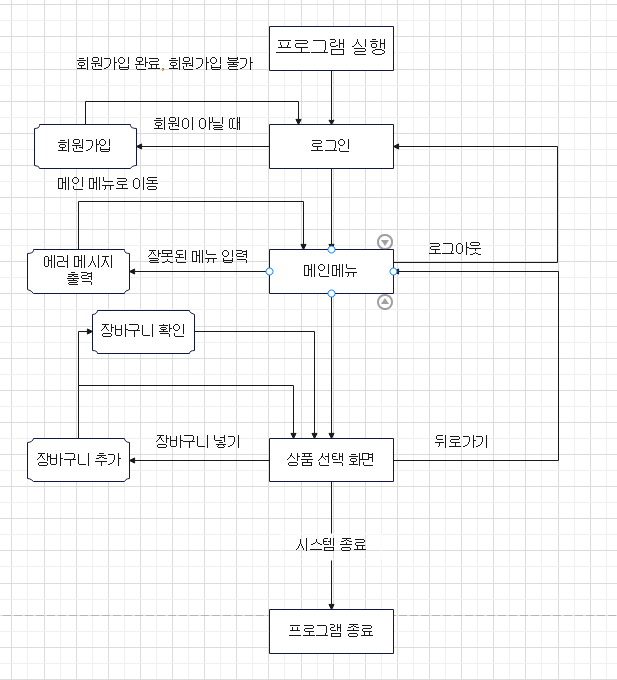 프로그램 실행
회원가입 완료, 회원가입 불가
회원이 아닐 때
회원가입
로그인
메인 메뉴로 이동
로그아웃
잘못된 메뉴 입력
에러 메시지
출력
메인메뉴
장바구니 확인
장바구니 넣기
뒤로가기
장바구니 추가
상품 선택 화면
시스템 종료
프로그램 종료